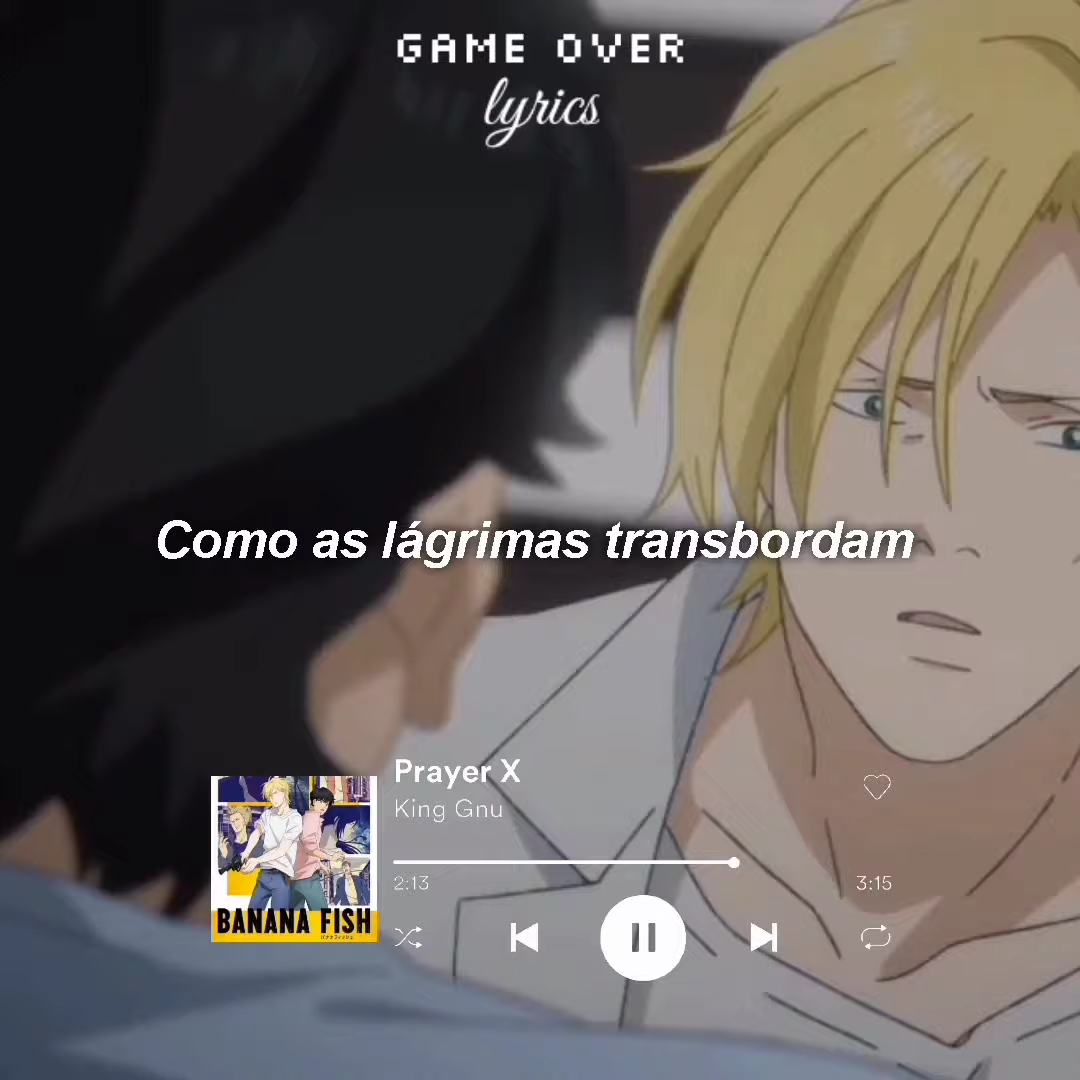 GAME OVER
lyrics
Como as lágrimas transbordam
Prayer X
King Gnu
2:13
3:15
BANANA FISH